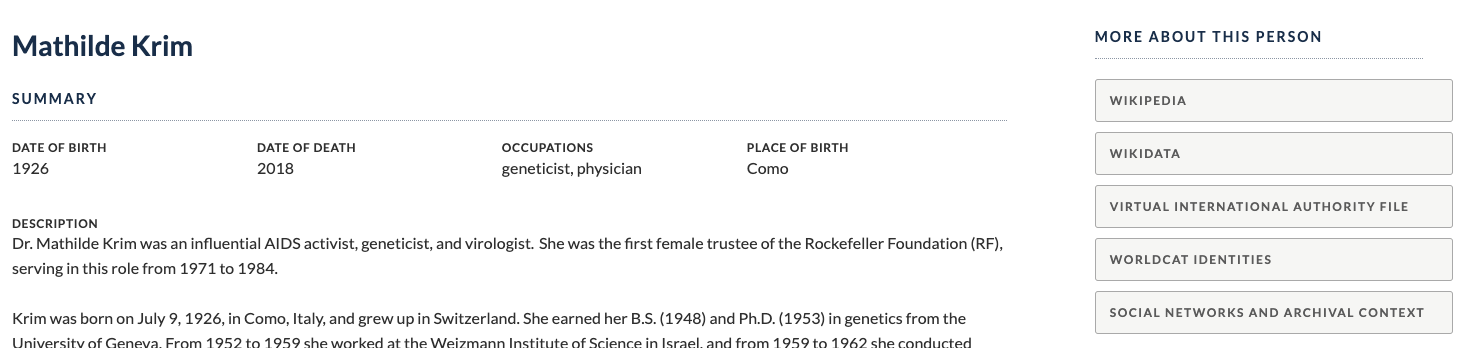 Mathilde Krim
SUMMARY
DATE OF BIRTH
1926
DATE OF DEATH
2018
OCCUPATIONS
geneticist, physician
PLACE OF BIRTH
Como
DESCRIPTION
Dr. Mathilde Krim was an influential AIDS activist, geneticist, and virologist. She was the first female trustee of the Rockefeller Foundation (RF),
serving in this role from 1971 to 1984.
Krim was born on July 9, 1926, in Como, Italy, and grew up in Switzerland. She earned her B.S. (1948) and Ph.D. (1953) in genetics from the
University of Geneva. From 1952 to 1959 she worked at the Weizmann Institute of Science in Israel, and from 1959 to 1962 she conducted
MORE ABOUT THIS PERSON
WIKIPEDIA
WIKIDATA
VIRTUAL INTERNATIONAL AUTHORITY FILE
WORLDCAT IDENTITIES
SOCIAL NETWORKS AND ARCHIVAL CONTEXT